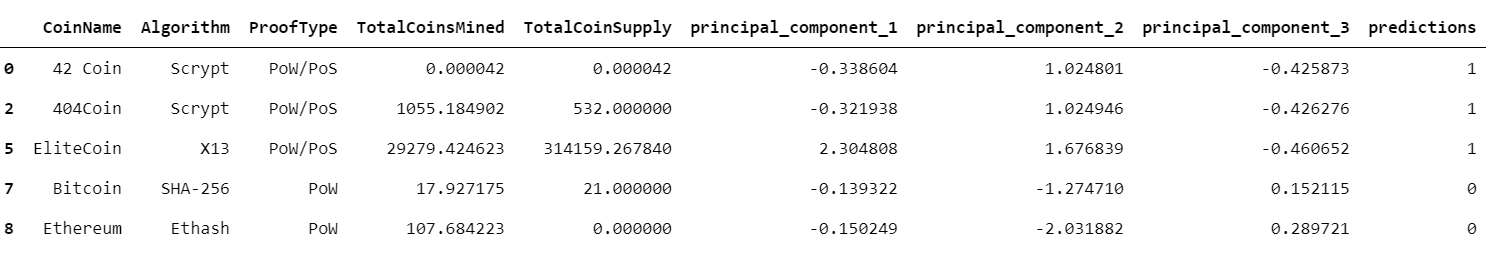 CoinName Algorithm ProofType TotalCoinsMined TotalCoinSupply principal_component_1 principal_component_2 principal_component_3 predictions
0 42 Coin Scrypt PoW/PoS 0.000042 0.000042 -0.338604 1.024801 -0.425873 1
2 404Coin Scrypt PoW/PoS 1055.184902 532.000000 -0.321938 1.024946 -0.426276 1
5 EliteCoin X13 PoW/PoS 29279.424623 314159.267840 2.304808 1.676839 -0.460652 1
7 Bitcoin SHA-256 PoW 17.927175 21.000000 -0.139322 -1.274710 0.152115 0
8 Ethereum Ethash PoW 107.684223 0.000000 -0.150249 -2.031882 0.289721 0